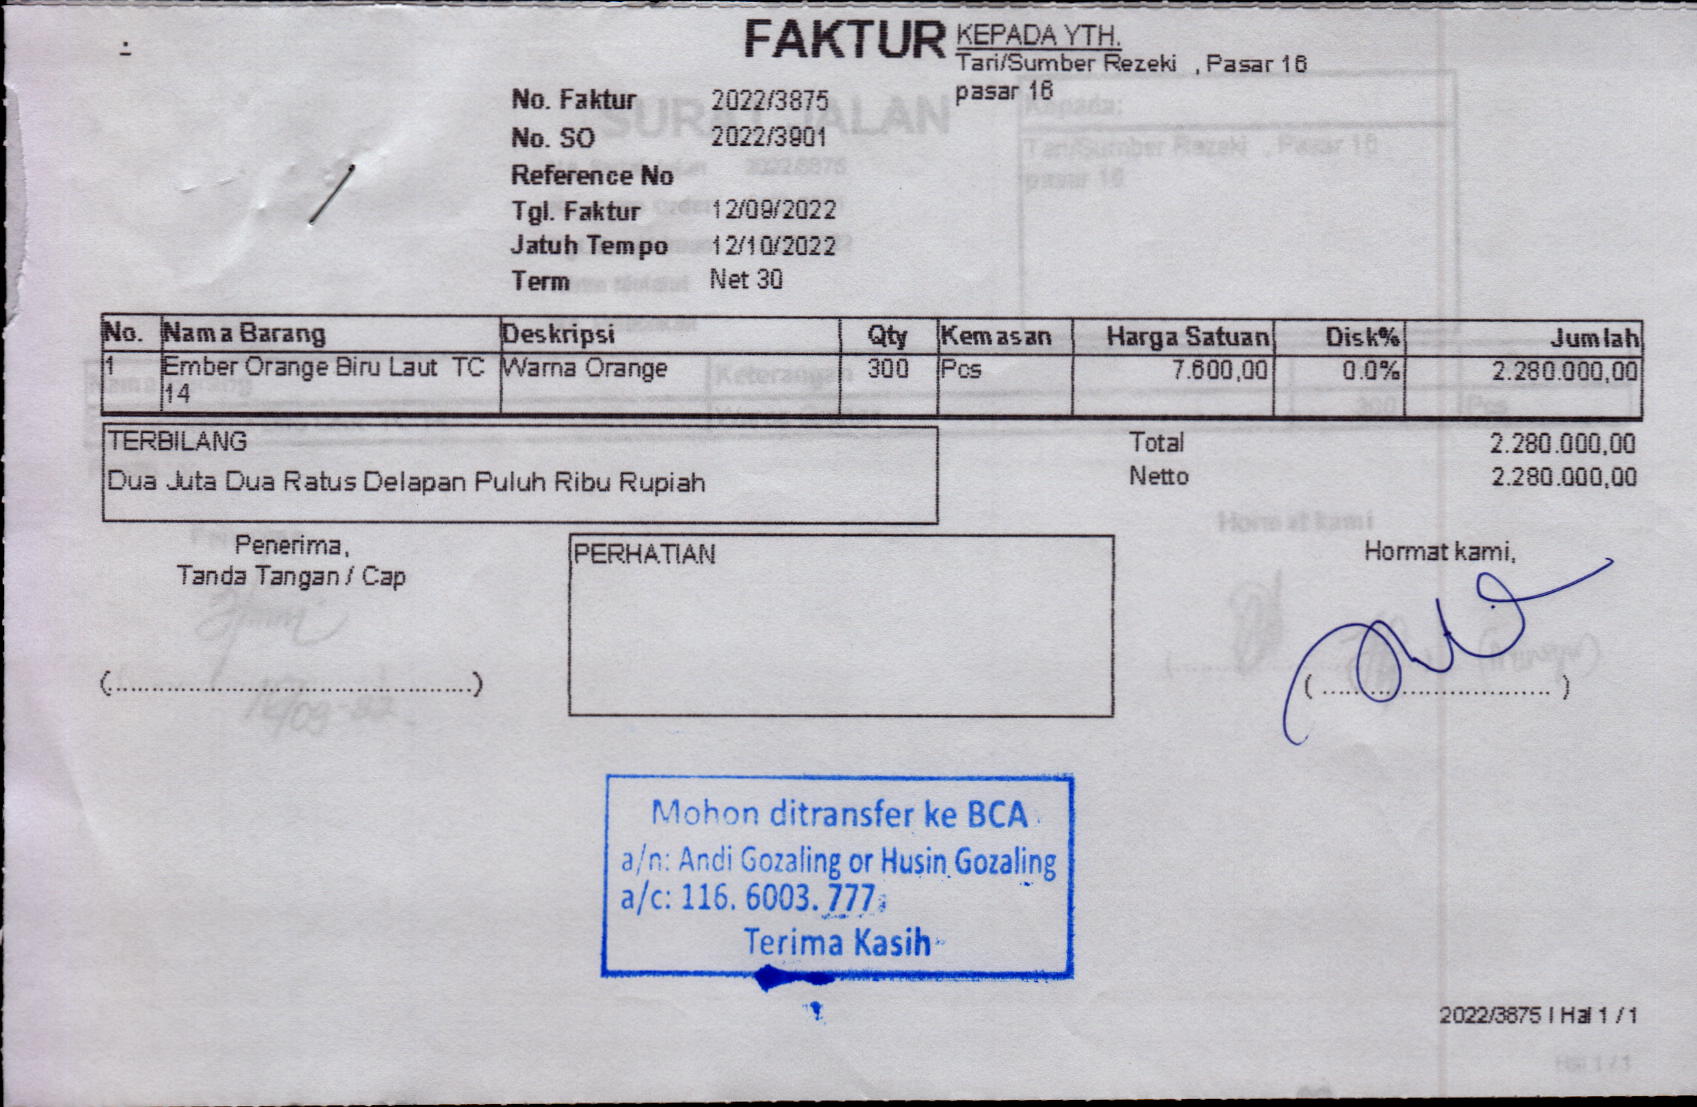 FAKTUR
KEPADA YTH.
Tari/Sumber Rezeki , Pasar 16
pasar 16
No. Faktur 2022/3875
No. SO 2022/3901
Reference No
Tgl. Faktur 12/09/2022
Jatuh Tempo 12/10/2022
Term Net 30
No. Nama Barang Deskripsi Qty Kemasan Harga Satuan Disk% Jumlah
1 Ember Orange Biru Laut TC Warna Orange 300 Pcs 7.600,00 0.0% 2.280.000,00
14
TERBILANG
Dua Juta Dua Ratus Delapan Puluh Ribu Rupiah
Total 2.280.000,00
Netto 2.280.000,00
Penerima,
Tanda Tangan / Cap
(..............................................)
PERHATIAN
Hormat kami,
(.............................)
Mohon ditransfer ke BCA
a/n: Andi Gozaling or Husin Gozaling
a/c: 116. 6003. 777
Terima Kasih
2022/3875 | Hal 1 / 1